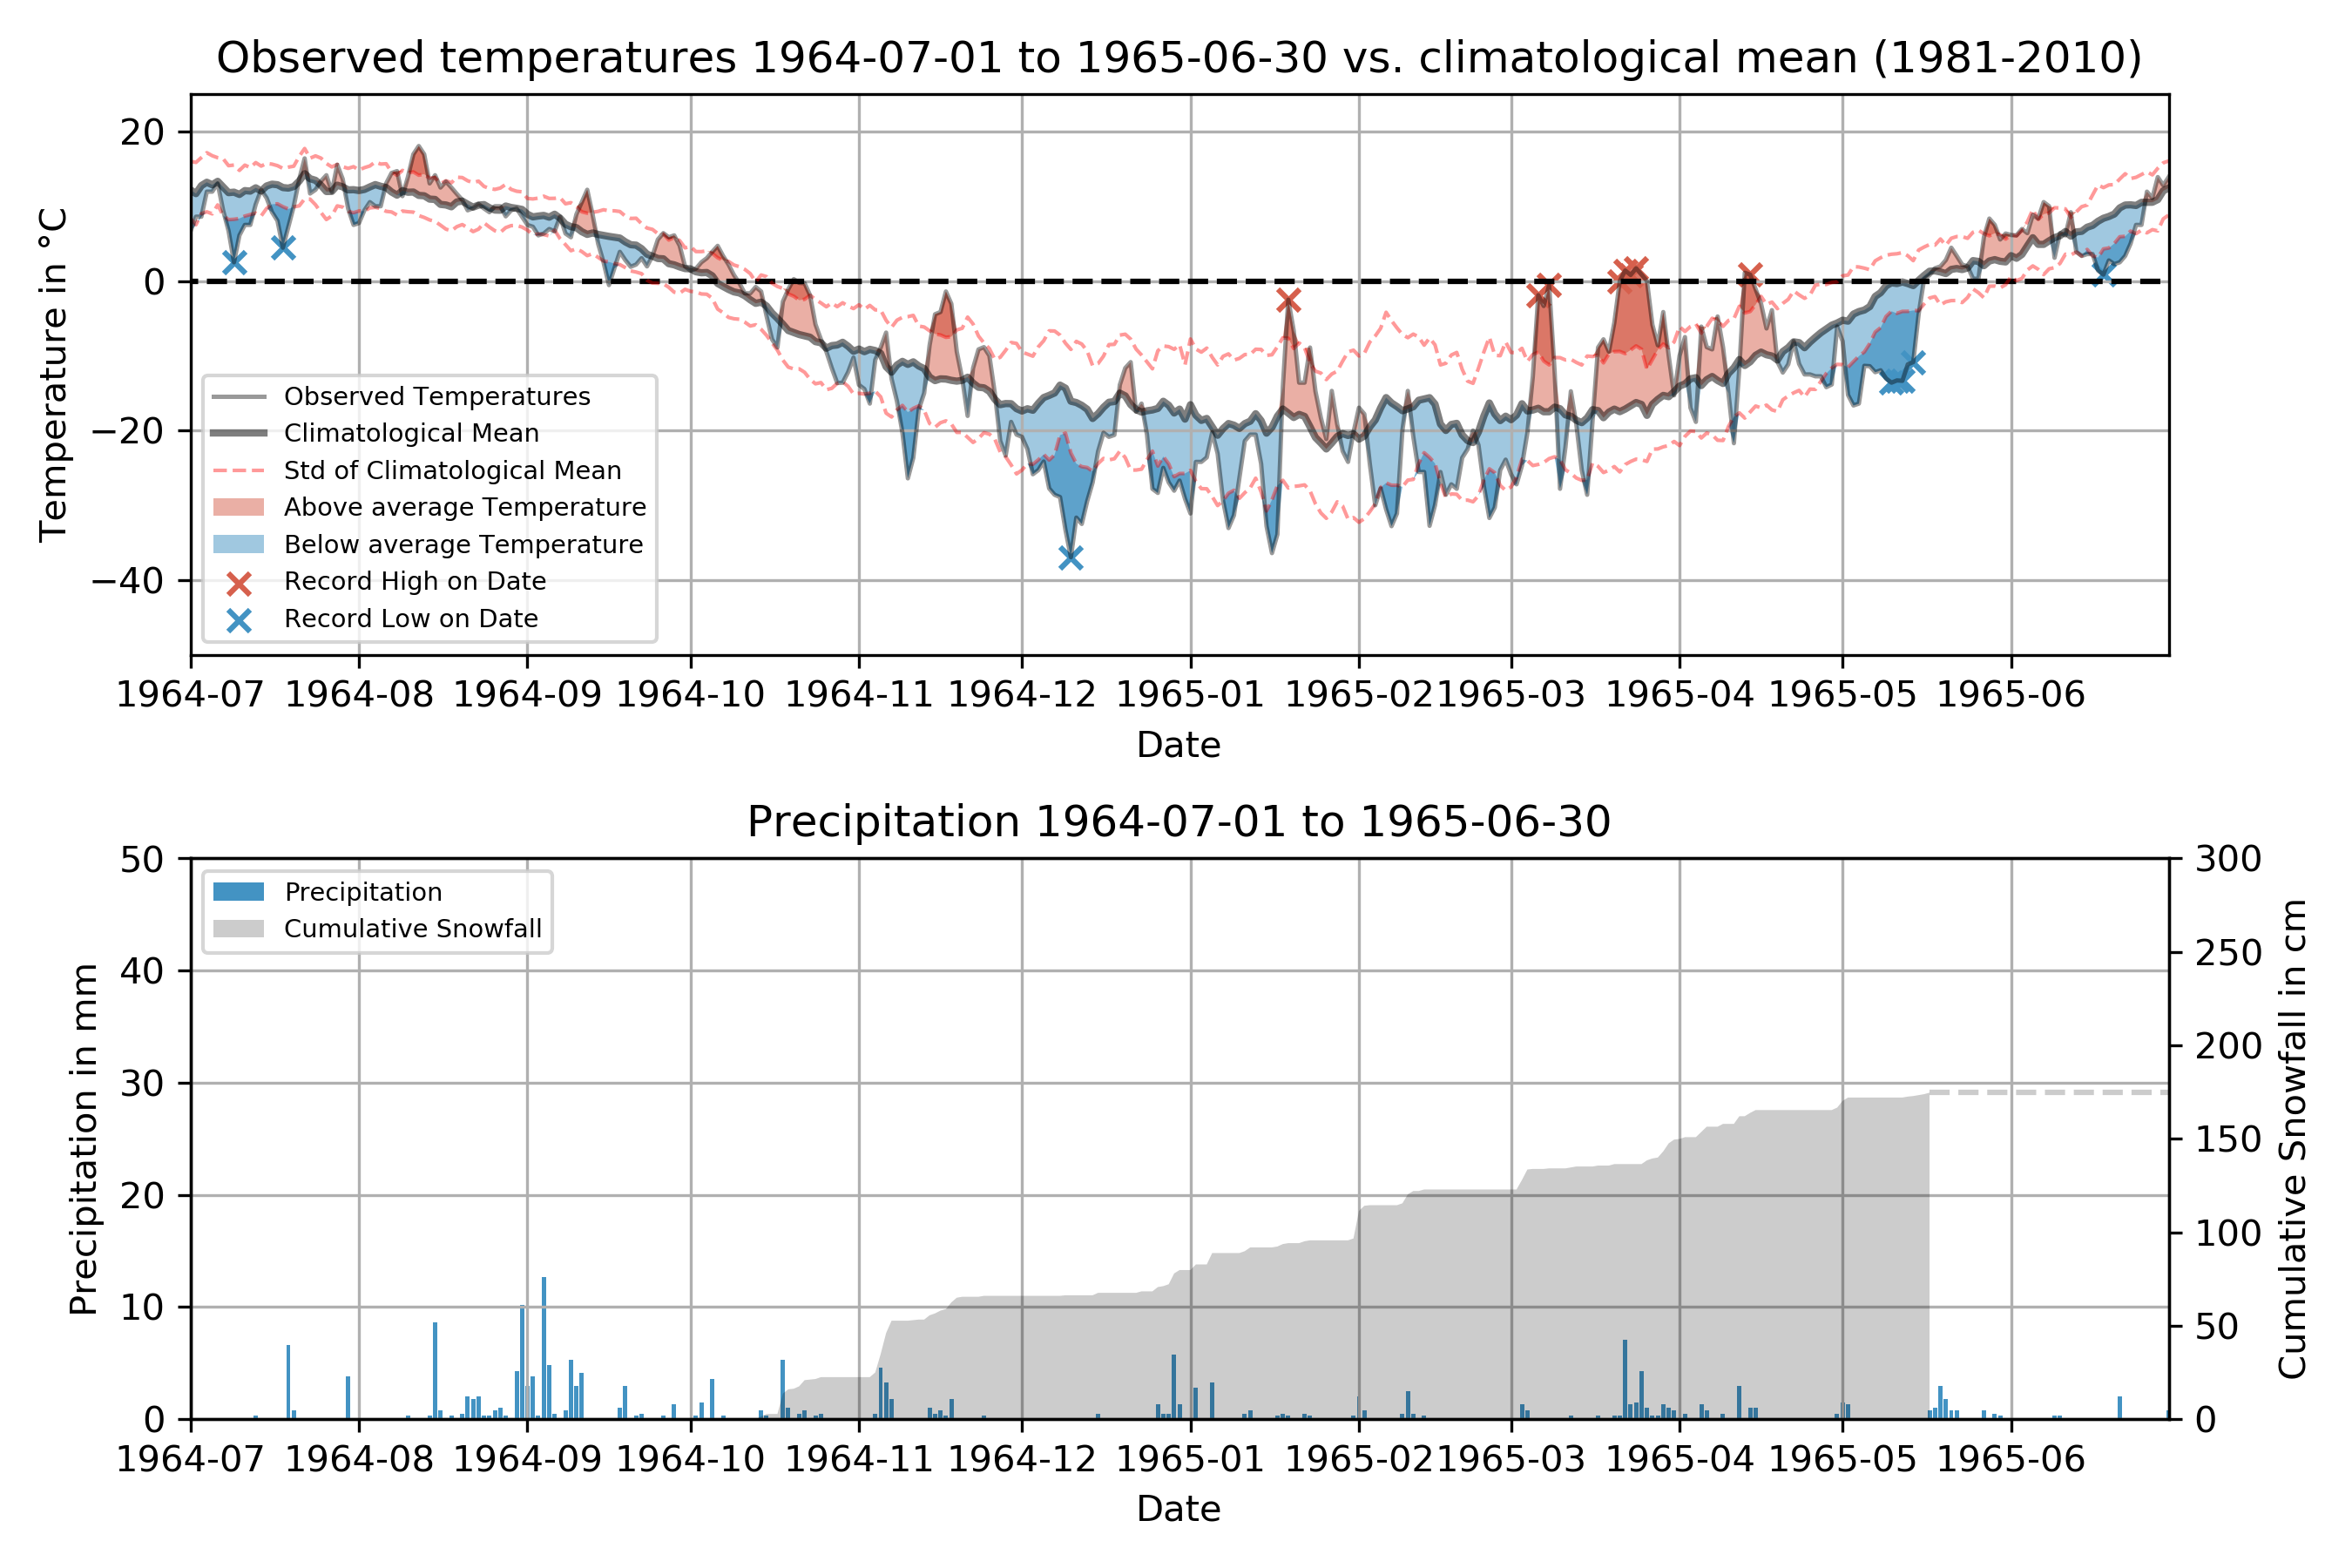 Observed temperatures 1964-07-01 to 1965-06-30 vs. climatological mean (1981-2010)
Temperature in °C
20
0
−20
−40
Observed Temperatures
Climatological Mean
Std of Climatological Mean
Above average Temperature
Below average Temperature
Record High on Date
Record Low on Date
1964-07 1964-08 1964-09 1964-10 1964-11 1964-12 1965-01 1965-02 1965-03 1965-04 1965-05 1965-06
Date
Precipitation 1964-07-01 to 1965-06-30
Precipitation in mm
50
40
30
20
10
0
Precipitation
Cumulative Snowfall
300
250
200
150
100
50
0
Cumulative Snowfall in cm
1964-07 1964-08 1964-09 1964-10 1964-11 1964-12 1965-01 1965-02 1965-03 1965-04 1965-05 1965-06
Date